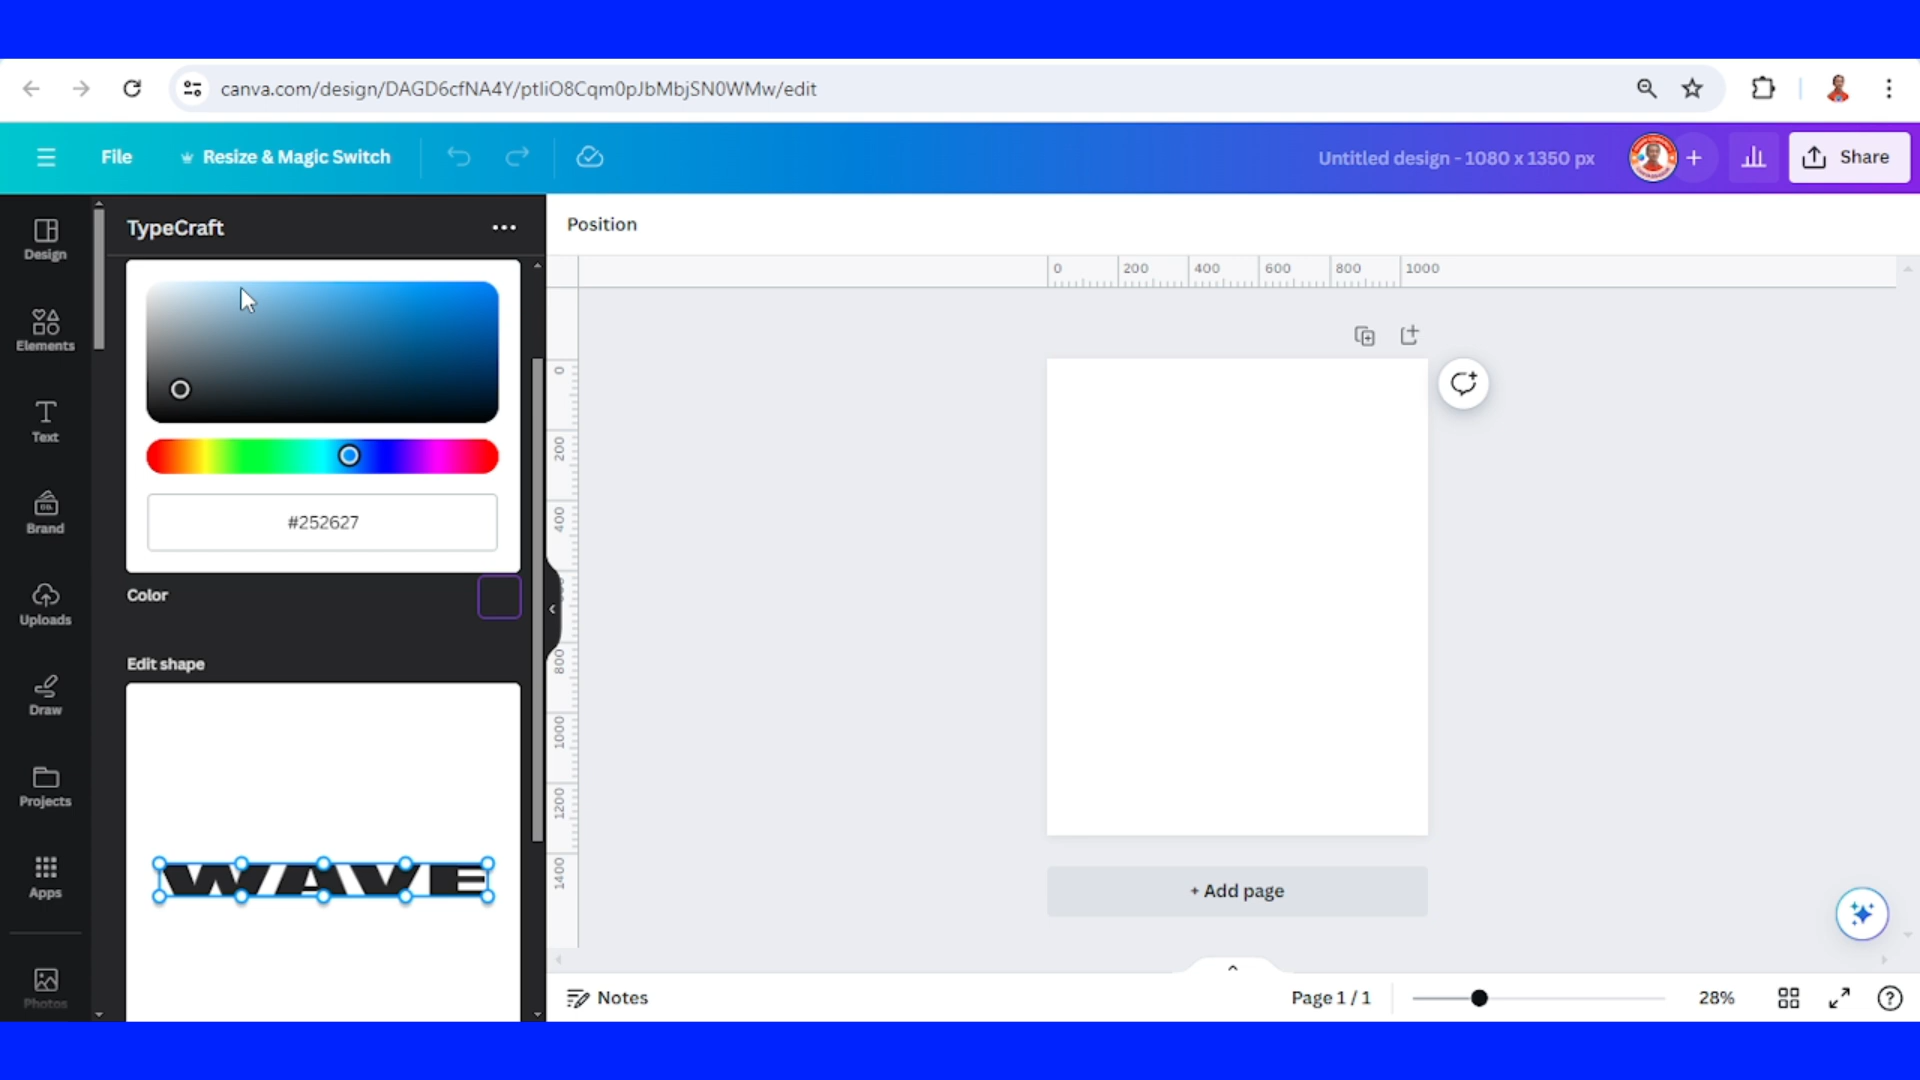 canva.com/design/DAGD6cfNA4Y/ptIiO8Cqm0pJbMbjSN0WMw/edit
File
Resize & Magic Switch
Untitled design - 1080 x 1350 px
Share
Design
Elements
Text
Brand
Uploads
Draw
Projects
Apps
Photos
TypeCraft
#252627
Color
Edit shape
WAVE
Position
0 200 400 600 800 1000
0
200
400
800
1000
1200
1400
+ Add page
Notes
Page 1 / 1
28%